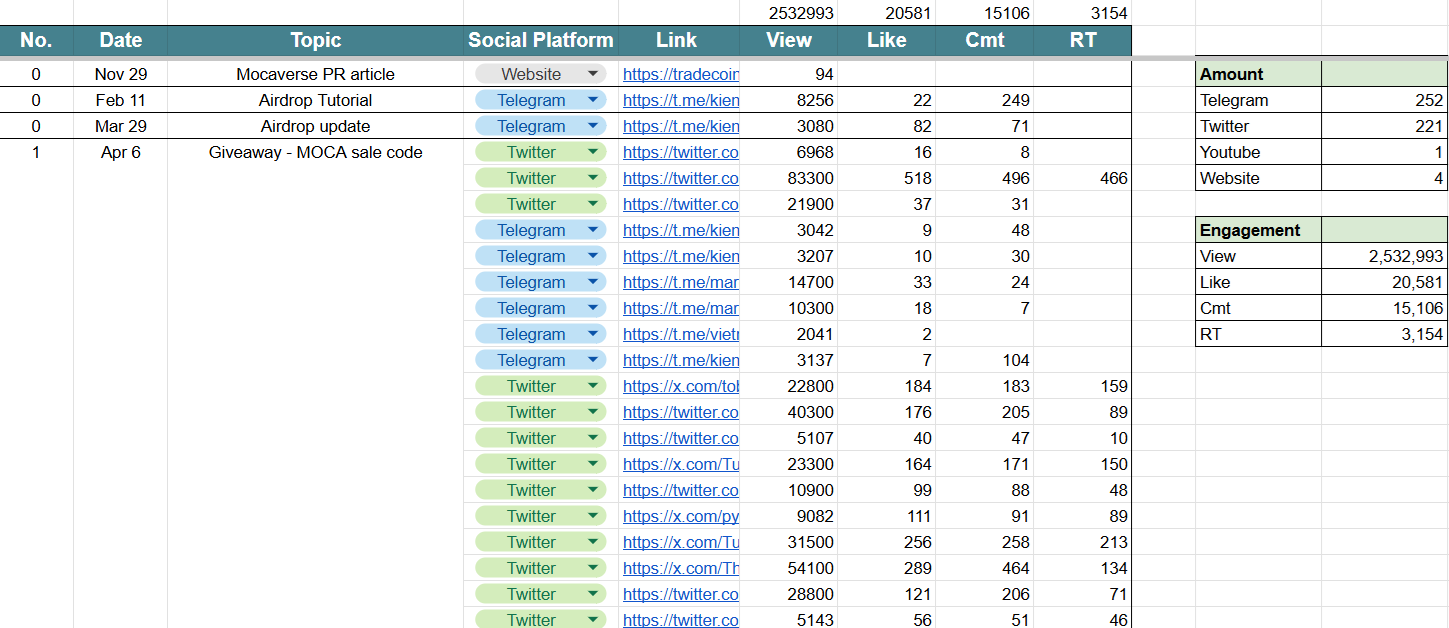 2532993 20581 15106 3154
No. Date Topic Social Platform Link View Like Cmt RT
0 Nov 29 Mocaverse PR article Website https://tradecoin 94 Amount
0 Feb 11 Airdrop Tutorial Telegram https://t.me/kien 8256 22 249 Telegram 252
0 Mar 29 Airdrop update Telegram https://t.me/kien 3080 82 71 Twitter 221
1 Apr 6 Giveaway - MOCA sale code Twitter https://twitter.co 6968 16 8 Youtube 1
Twitter https://twitter.co 83300 518 496 466 Website 4
Twitter https://twitter.co 21900 37 31
Telegram https://t.me/kien 3042 9 48 Engagement
Telegram https://t.me/kien 3207 10 30 View 2,532,993
Telegram https://t.me/mar 14700 33 24 Like 20,581
Telegram https://t.me/mar 10300 18 7 Cmt 15,106
Telegram https://t.me/vietr 2041 2 RT 3,154
Telegram https://t.me/kien 3137 7 104
Twitter https://x.com/tob 22800 184 183 159
Twitter https://twitter.co 40300 176 205 89
Twitter https://twitter.co 5107 40 47 10
Twitter https://x.com/Tu 23300 164 171 150
Twitter https://twitter.co 10900 99 88 48
Twitter https://x.com/py 9082 111 91 89
Twitter https://x.com/Tu 31500 256 258 213
Twitter https://x.com/Th 54100 289 464 134
Twitter https://twitter.co 28800 121 206 71
Twitter https://twitter.co 5143 56 51 46